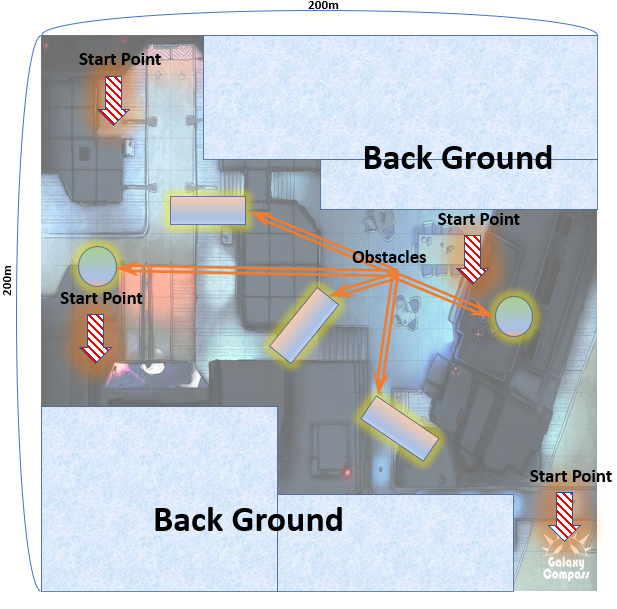 200m
Start Point
Back Ground
Start Point
Obstacles
200m
Start Point
Start Point
Back Ground
Galaxy
Compass